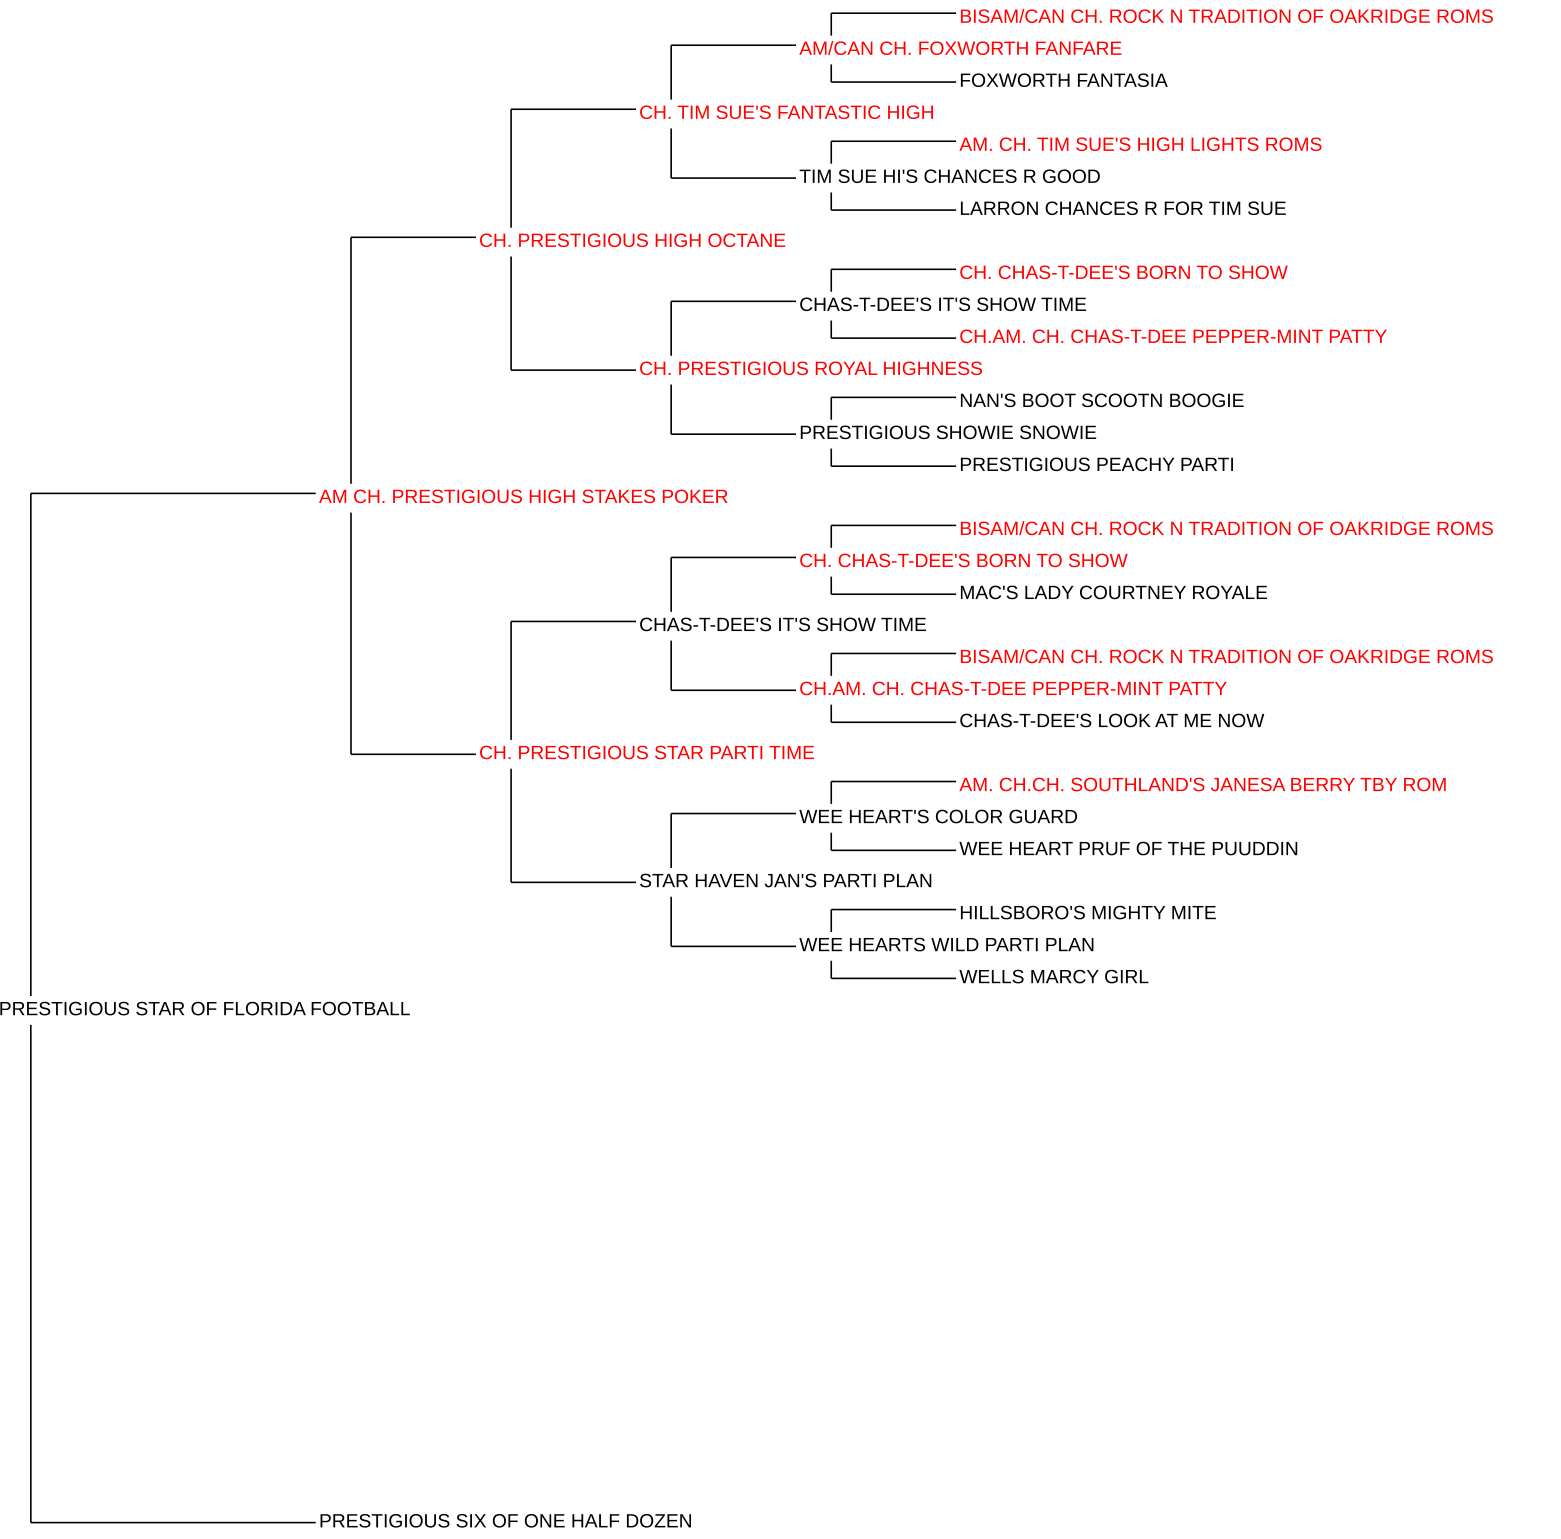 BISAM/CAN CH. ROCK N TRADITION OF OAKRIDGE ROMS
AM/CAN CH. FOXWORTH FANFARE
FOXWORTH FANTASIA
CH. TIM SUE'S FANTASTIC HIGH
AM. CH. TIM SUE'S HIGH LIGHTS ROMS
TIM SUE HI'S CHANCES R GOOD
LARRON CHANCES R FOR TIM SUE
CH. PRESTIGIOUS HIGH OCTANE
CH. CHAS-T-DEE'S BORN TO SHOW
CHAS-T-DEE'S IT'S SHOW TIME
CH.AM. CH. CHAS-T-DEE PEPPER-MINT PATTY
CH. PRESTIGIOUS ROYAL HIGHNESS
NAN'S BOOT SCOOTN BOOGIE
PRESTIGIOUS SHOWIE SNOWIE
PRESTIGIOUS PEACHY PARTI
AM CH. PRESTIGIOUS HIGH STAKES POKER
BISAM/CAN CH. ROCK N TRADITION OF OAKRIDGE ROMS
CH. CHAS-T-DEE'S BORN TO SHOW
MAC'S LADY COURTNEY ROYALE
CHAS-T-DEE'S IT'S SHOW TIME
BISAM/CAN CH. ROCK N TRADITION OF OAKRIDGE ROMS
CH.AM. CH. CHAS-T-DEE PEPPER-MINT PATTY
CHAS-T-DEE'S LOOK AT ME NOW
CH. PRESTIGIOUS STAR PARTI TIME
AM. CH.CH. SOUTHLAND'S JANESA BERRY TBY ROM
WEE HEART'S COLOR GUARD
WEE HEART PRUF OF THE PUUDDIN
STAR HAVEN JAN'S PARTI PLAN
HILLSBORO'S MIGHTY MITE
WEE HEARTS WILD PARTI PLAN
WELLS MARCY GIRL
PRESTIGIOUS STAR OF FLORIDA FOOTBALL
PRESTIGIOUS SIX OF ONE HALF DOZEN